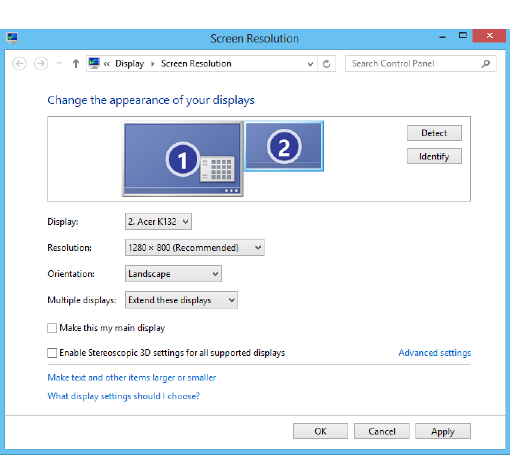 Screen Resolution
« Display Screen Resolution Search Control Panel
Change the appearance of your displays
1 2
Detect
Identify
Display: 2. Acer K132
Resolution: 1280 × 800 (Recommended)
Orientation: Landscape
Multiple displays: Extend these displays
Make this my main display
Enable Stereoscopic 3D settings for all supported displays Advanced settings
Make text and other items larger or smaller
What display settings should I choose?
OK Cancel Apply